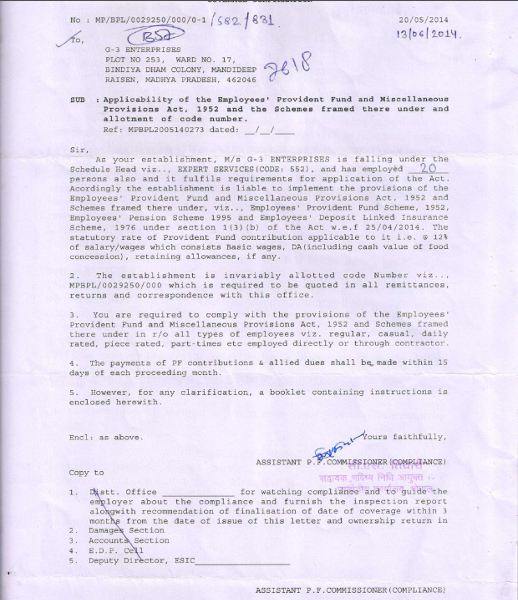 No : MP/BPL/0029250/000/0-1 /582/831 20/05/2014
13/06/2014.
To,
G-3 ENTERPRISES
PLOT NO 253, WARD NO. 17,
BINDIYA DHAM COLONY, MANDIDEEP
RAISEN, MADHYA PRADESH, 462046
2618
SUB : Applicability of the Employees' Provident Fund and Miscellaneous
Provisions Act, 1952 and the Schemes framed there under and
allotment of code number.
Ref: MPBPL2005140273 dated: __/__/____
Sir,
As your establishment, M/s G-3 ENTERPRISES is falling under the
Schedule Head viz.., EXPERT SERVICES(CODE: 552), and has employed 20
persons also and it fulfils requirements for application of the Act.
Acordingly the establishment is liable to implement the provisions of the
Employees' Provident Fund and Miscellaneous Provisions Act, 1952 and
Schemes framed there under, viz.., Employees' Provident Fund Scheme, 1952,
Employees' Pension Scheme 1995 and Employees' Deposit Linked Insurance
Scheme, 1976 under section 1(3)(b) of the Act w.e.f 25/04/2014. The
statutory rate of Provident Fund contribution applicable to it i.e. @ 12%
of salary/wages which consists Basic wages, DA(including cash value of food
concession), retaining allowances, if any.
2. The establishment is invariably allotted code Number viz..,
MPBPL/0029250/000 which is required to be quoted in all remittances,
returns and correspondence with this office.
3. You are required to comply with the provisions of the Employees'
Provident Fund and Miscellaneous Provisions Act, 1952 and Schemes framed
there under in r/o all types of employees viz. regular, casual, daily
rated, piece rated, part-times etc employed directly or through contractor.
4. The payments of PF contributions & allied dues shall be made within 15
days of each proceeding month.
5. However, for any clarification, a booklet containing instructions is
enclosed herewith.
Encl: as above.
Yours faithfully,
ASSISTANT P.F.COMMISSIONER(COMPLIANCE)
सहायक भविष्य निधि आयुक्त
Copy to
1. Distt. Office ____________ for watching compliance and to guide the
employer about the compliance and furnish the inspection report
alongwith recommendation of finalisation of date of coverage within 3
months from the date of issue of this letter and ownership return in
2. Damages Section
3. Accounts Section
4. E.D.P. Cell
5. Deputy Director, ESIC________________
ASSISTANT P.F.COMMISSIONER(COMPLIANCE)